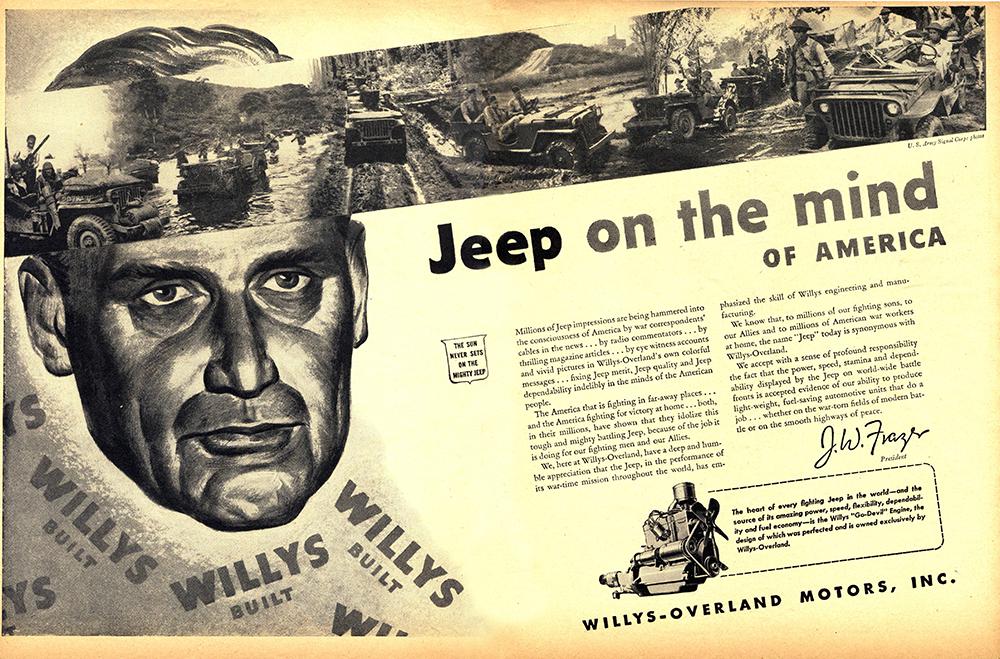 U. S. Army Signal Corps photos
Jeep on the mind
OF AMERICA
THE SUN
NEVER SETS
ON THE
MIGHTY JEEP
Millions of Jeep impressions are being hammered into
the consciousness of America by war correspondents'
cables in the news . . . by radio commentators . . . by
thrilling magazine articles . . . by eye witness accounts
and vivid pictures in Willys-Overland's own colorful
messages . . . fixing Jeep merit, Jeep quality and Jeep
dependability indelibly in the minds of the American
people.
The America that is fighting in far-away places . . .
and the America fighting for victory at home . . . both,
in their millions, have shown that they idolize this
tough and mighty battling Jeep, because of the job it
is doing for our fighting men and our Allies.
We, here at Willys-Overland, have a deep and hum-
ble appreciation that the Jeep, in the performance of
its war-time mission throughout the world, has em-
phasized the skill of Willys engineering and manu-
facturing.
We know that, to millions of our fighting sons, to
our Allies and to millions of American war workers
at home, the name "Jeep" today is synonymous with
Willys-Overland.
We accept with a sense of profound responsibility
the fact that the power, speed, stamina and depend-
ability displayed by the Jeep on world-wide battle
fronts is accepted evidence of our ability to produce
light-weight, fuel-saving automotive units that do a
job . . . whether on the war-torn fields of modern bat-
tle or on the smooth highways of peace.
J.W. Frazer
President
The heart of every fighting Jeep in the world—and the
source of its amazing power, speed, flexibility, dependabil-
ity and fuel economy—is the Willys "Go-Devil" Engine, the
design of which was perfected and is owned exclusively by
Willys-Overland.
WILLYS-OVERLAND MOTORS, INC.
YS
WILLYS
BUILT
WILLYS
BUILT
WILLYS
BUILT
YS
WILLY